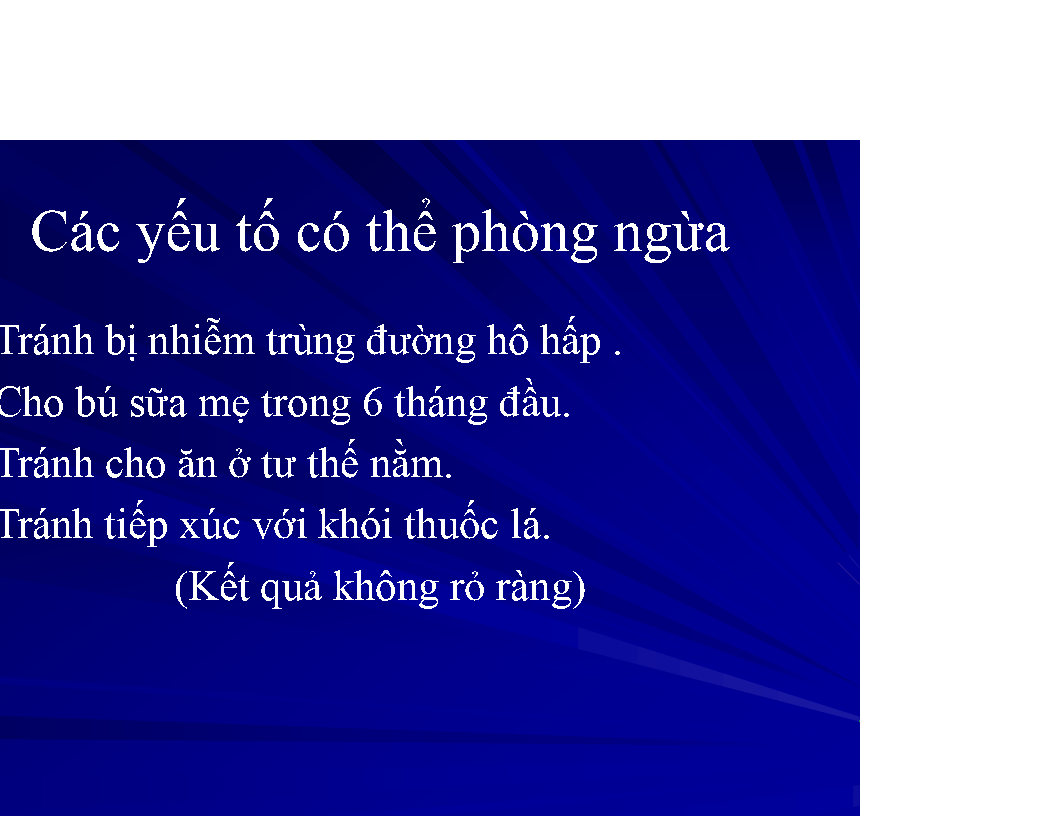 Các yếu tố có thể phòng ngừa
Tránh bị nhiễm trùng đường hô hấp .
Cho bú sữa mẹ trong 6 tháng đầu.
Tránh cho ăn ở tư thế nằm.
Tránh tiếp xúc với khói thuốc lá.
(Kết quả không rỏ ràng)